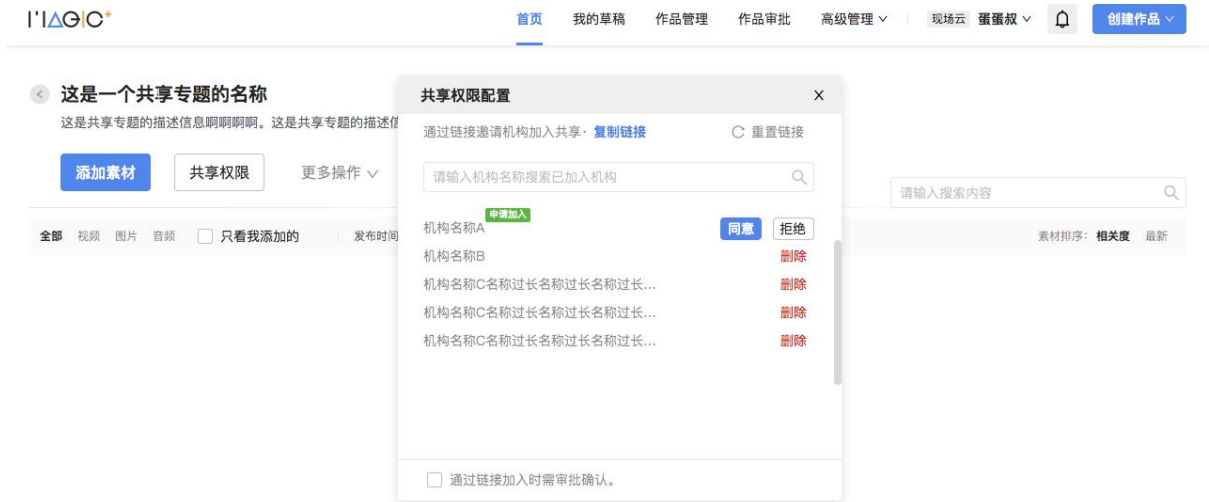 MAGIC+
首页 我的草稿 作品管理 作品审批 高级管理 现场云 蛋蛋叔 创建作品
这是一个共享专题的名称
这是共享专题的描述信息啊啊啊啊。这是共享专题的描述信
添加素材 共享权限 更多操作
请输入搜索内容
全部 视频 图片 音频 只看我添加的 发布时间
素材排序: 相关度 最新
共享权限配置 X
通过链接邀请机构加入共享· 复制链接 重置链接
请输入机构名称搜索已加入机构
机构名称A 申请加入 同意 拒绝
机构名称B 删除
机构名称C名称过长名称过长名称过长... 删除
机构名称C名称过长名称过长名称过长... 删除
机构名称C名称过长名称过长名称过长... 删除
通过链接加入时需审批确认。